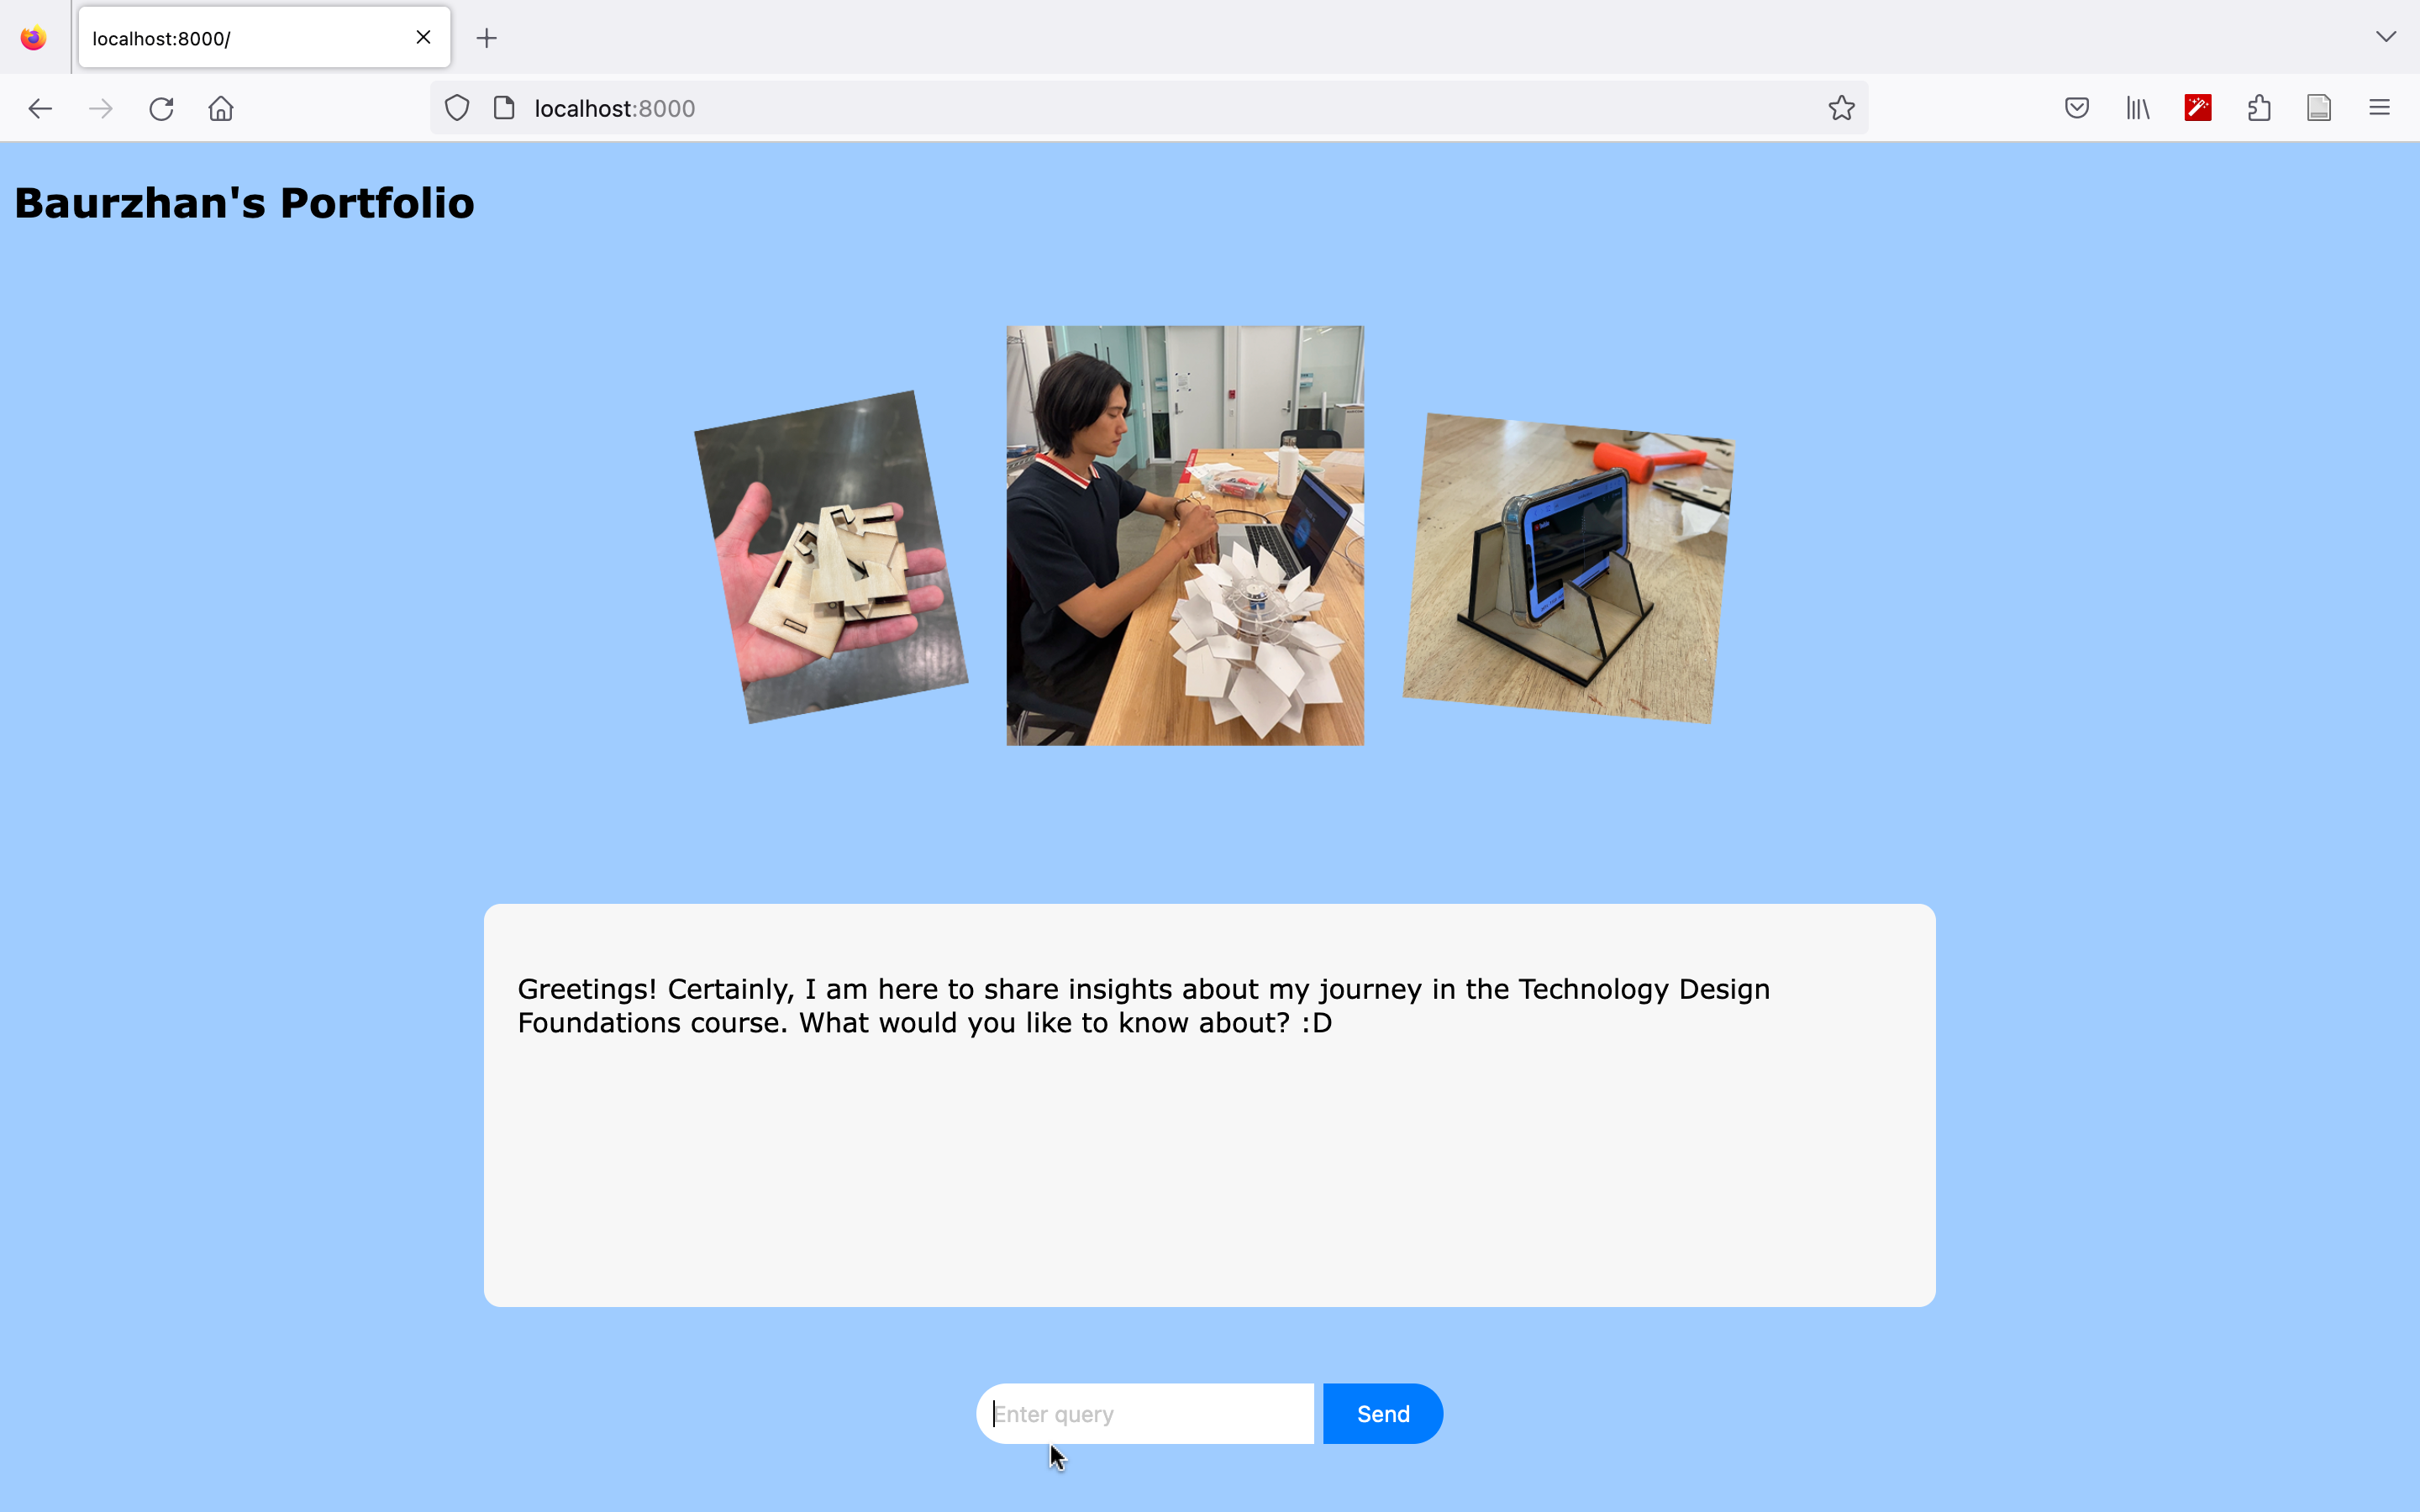 localhost:8000/
localhost:8000
Baurzhan's Portfolio
Greetings! Certainly, I am here to share insights about my journey in the Technology Design
Foundations course. What would you like to know about? :D
Enter query
Send